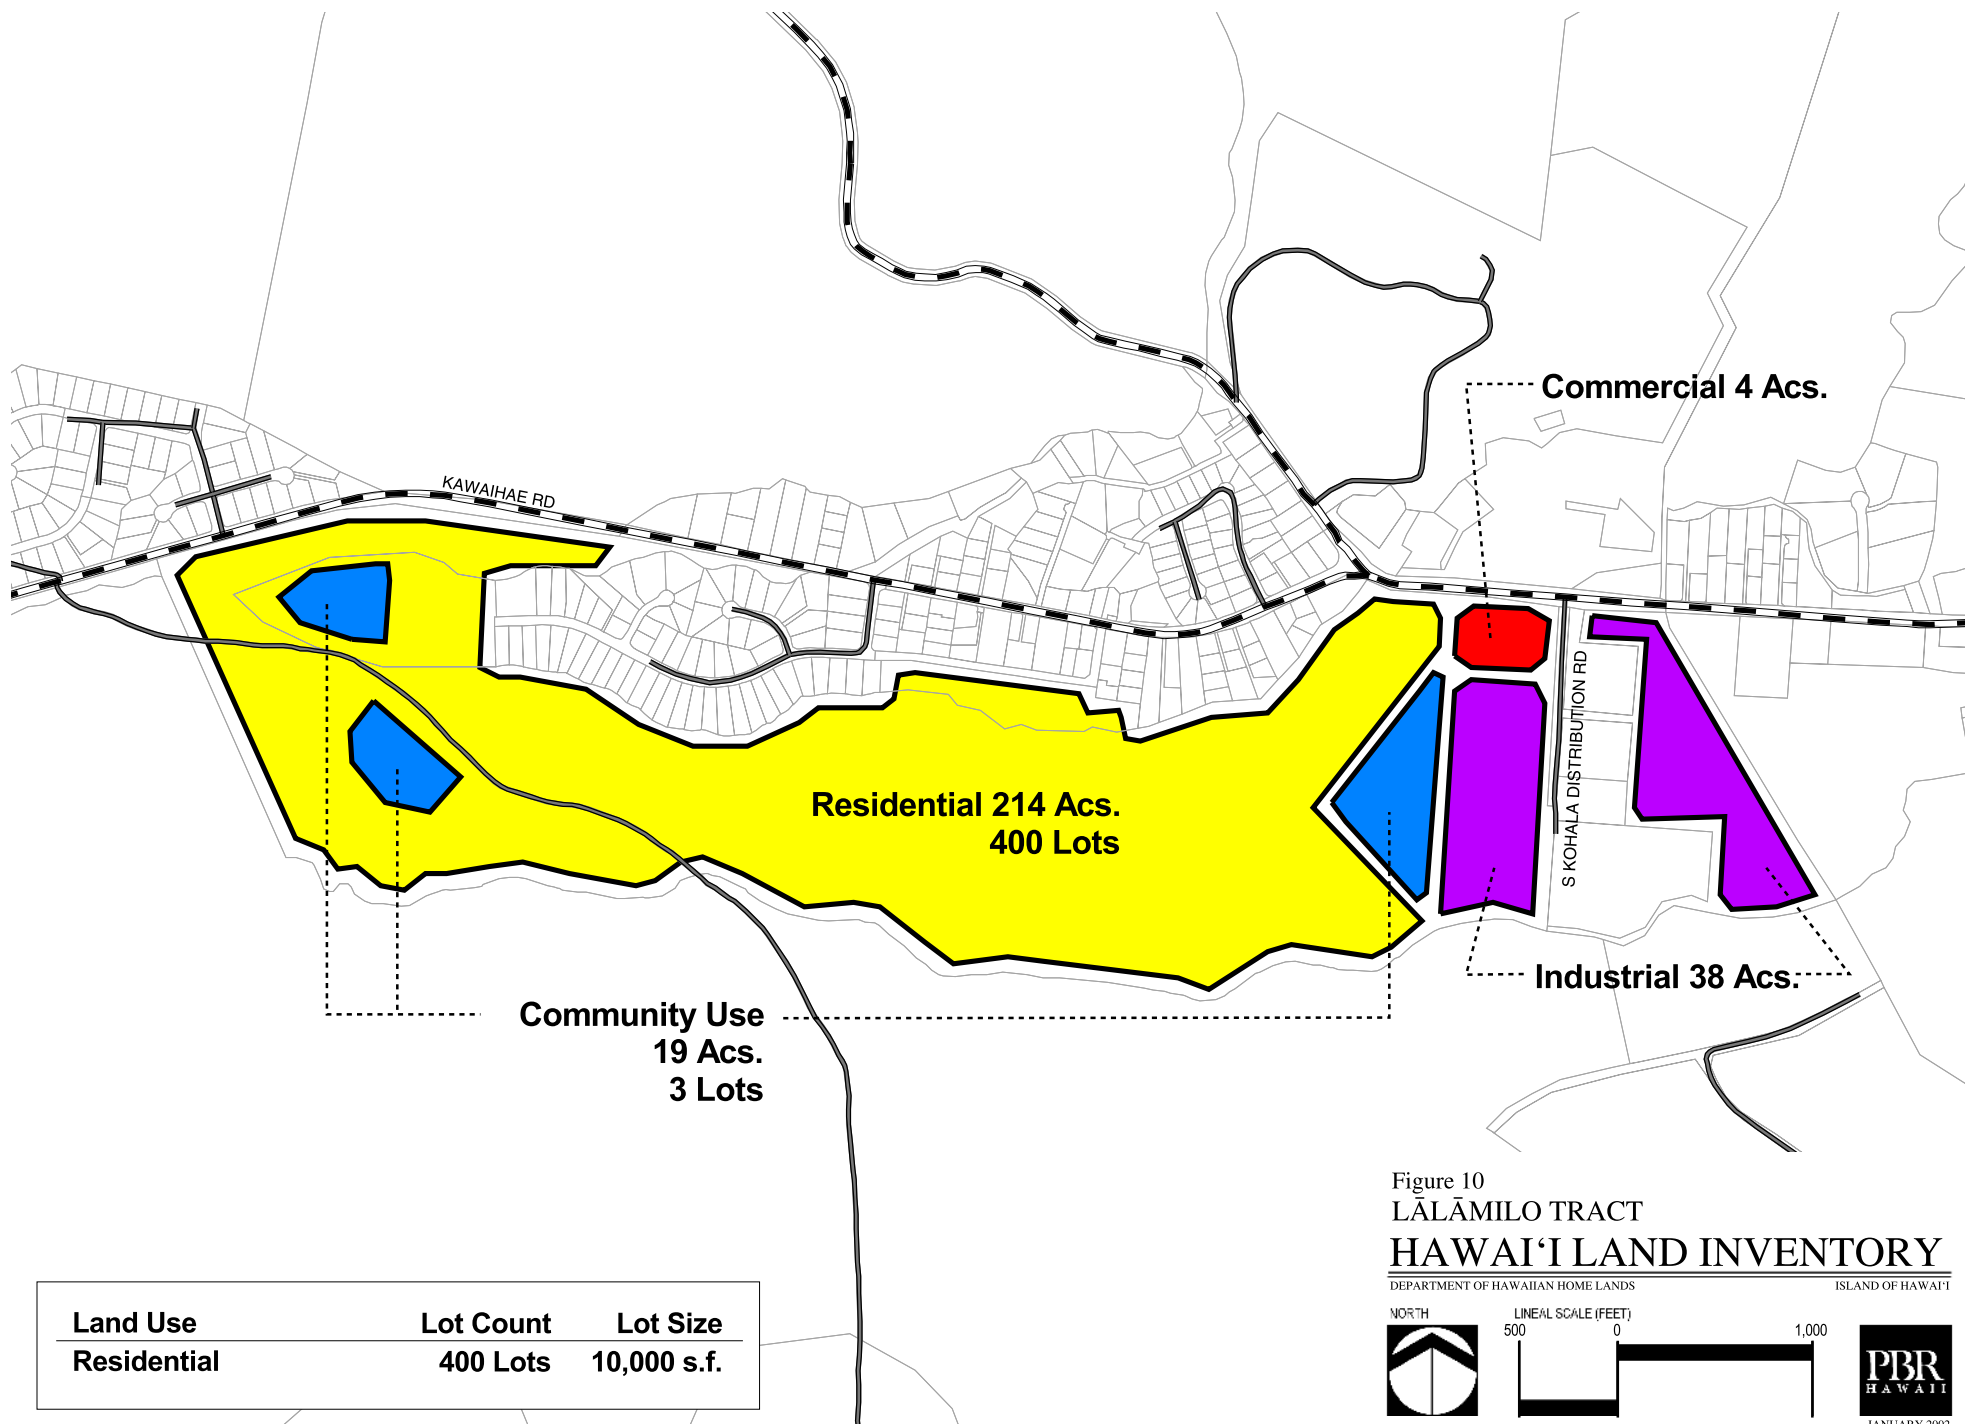 KAWAIHAE RD
Commercial 4 Acs.
S KOHALA DISTRIBUTION RD
Residential 214 Acs.
400 Lots
Industrial 38 Acs.
Community Use
19 Acs.
3 Lots
Figure 10
LĀLĀMILO TRACT
HAWAI‘I LAND INVENTORY
DEPARTMENT OF HAWAIIAN HOME LANDS ISLAND OF HAWAI‘I
NORTH LINEAL SCALE (FEET)
500 0 1,000
PBR
HAWAII
JANUARY 2002
Land Use Lot Count Lot Size
Residential 400 Lots 10,000 s.f.